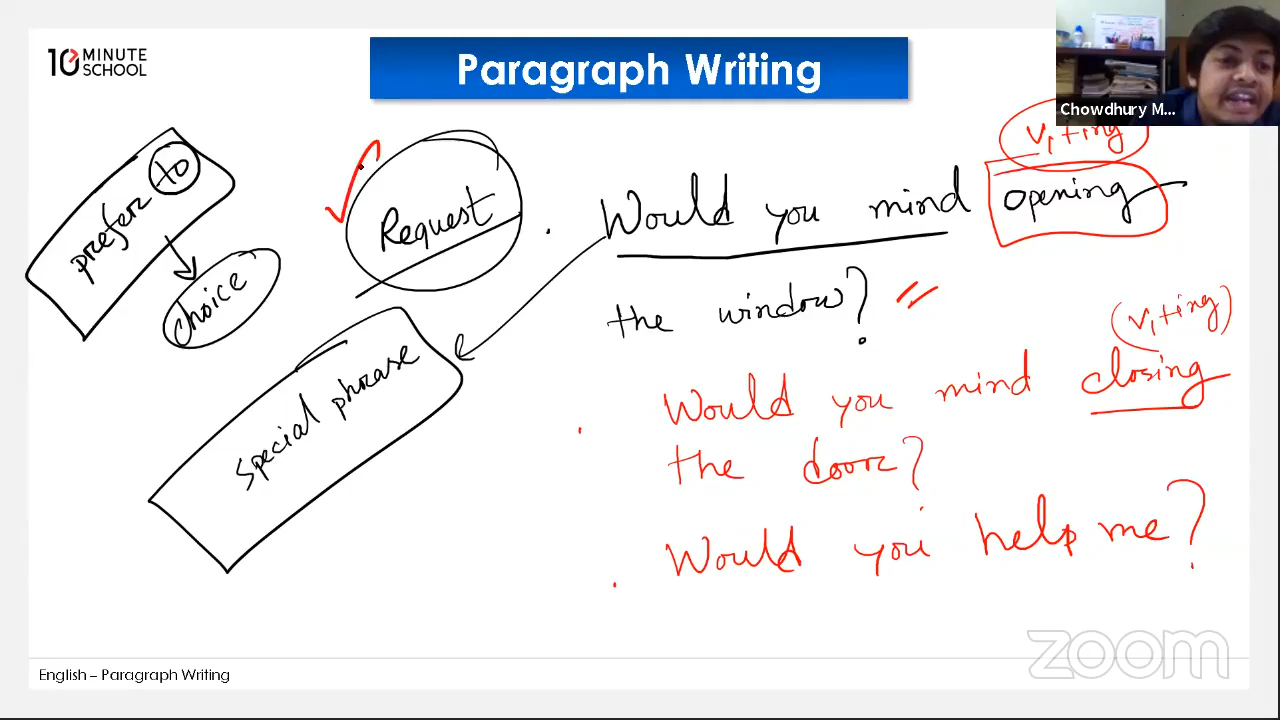 10 MINUTE
SCHOOL
Paragraph Writing
Chowdhury M...
prefer to
choice
Request
Special phrase
V1+ing
Would you mind opening
the window?
(V1+ing)
Would you mind closing
the door?
Would you help me?
zoom
English – Paragraph Writing